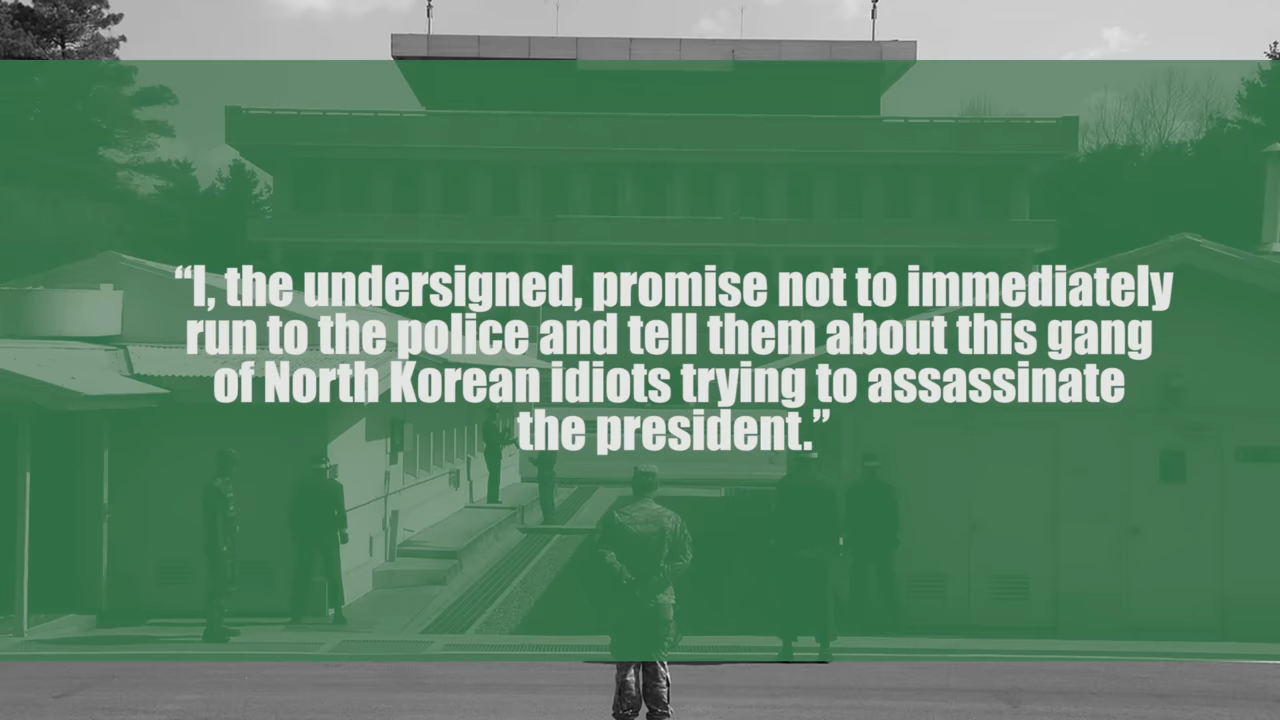 “I, the undersigned, promise not to immediately
run to the police and tell them about this gang
of North Korean idiots trying to assassinate
the president.”